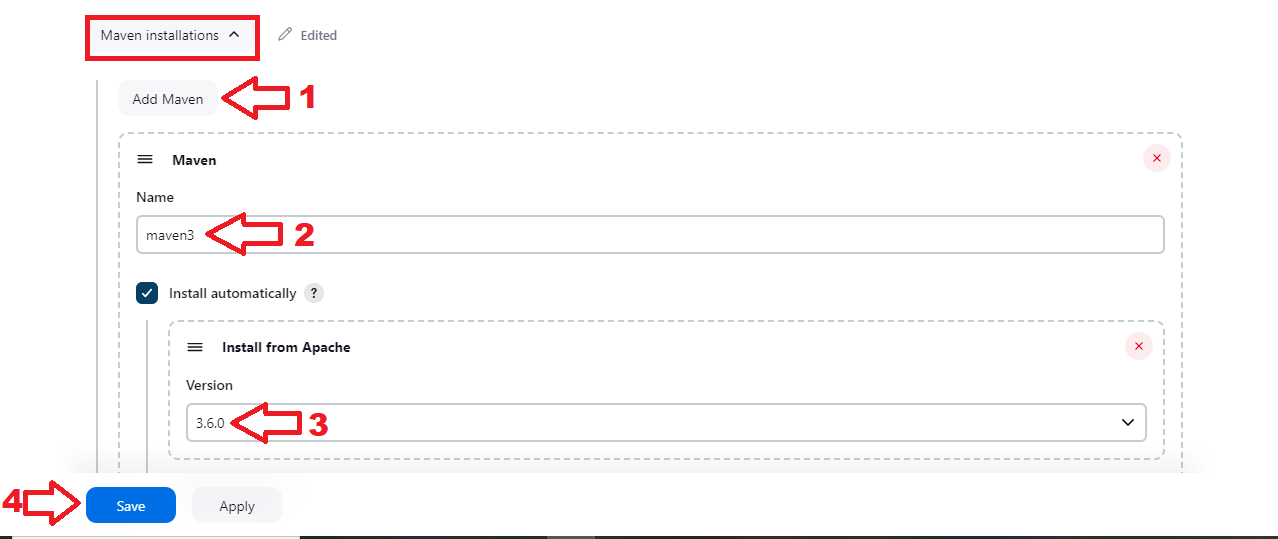 Maven installations Edited
Add Maven 1
Maven
Name
maven3 2
Install automatically ?
Install from Apache
Version
3.6.0 3
4 Save Apply